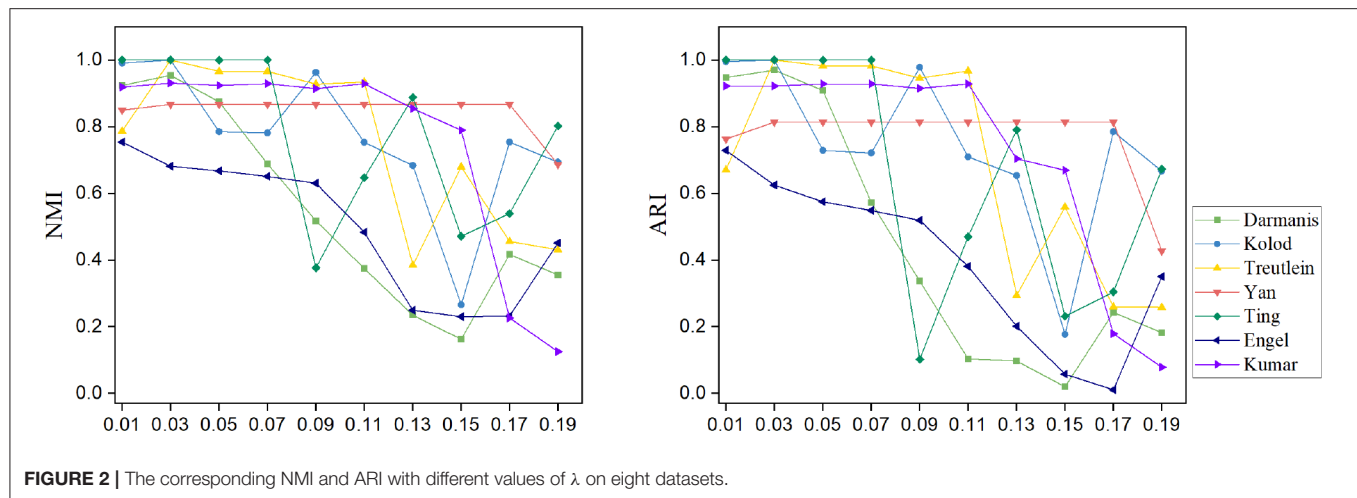 NMI
1.0
0.8
0.6
0.4
0.2
0.0
0.01 0.03 0.05 0.07 0.09 0.11 0.13 0.15 0.17 0.19
ARI
1.0
0.8
0.6
0.4
0.2
0.0
0.01 0.03 0.05 0.07 0.09 0.11 0.13 0.15 0.17 0.19
Darmanis
Kolod
Treutlein
Yan
Ting
Engel
Kumar
FIGURE 2 | The corresponding NMI and ARI with different values of λ on eight datasets.